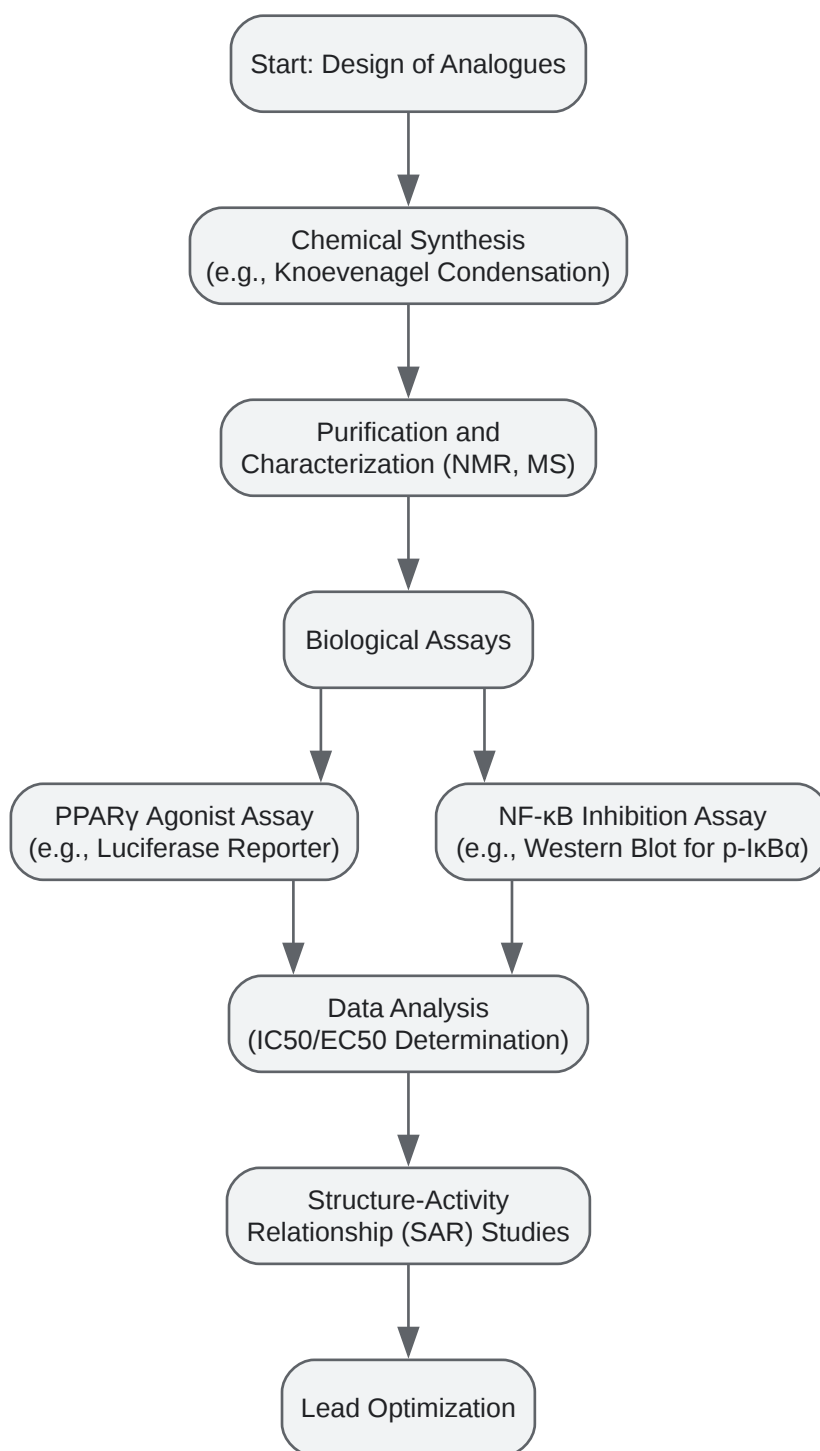 Start: Design of Analogues
Chemical Synthesis
(e.g., Knoevenagel Condensation)
Purification and
Characterization (NMR, MS)
Biological Assays
PPARγ Agonist Assay
(e.g., Luciferase Reporter)
NF-κB Inhibition Assay
(e.g., Western Blot for p-IκBα)
Data Analysis
(IC50/EC50 Determination)
Structure-Activity
Relationship (SAR) Studies
Lead Optimization